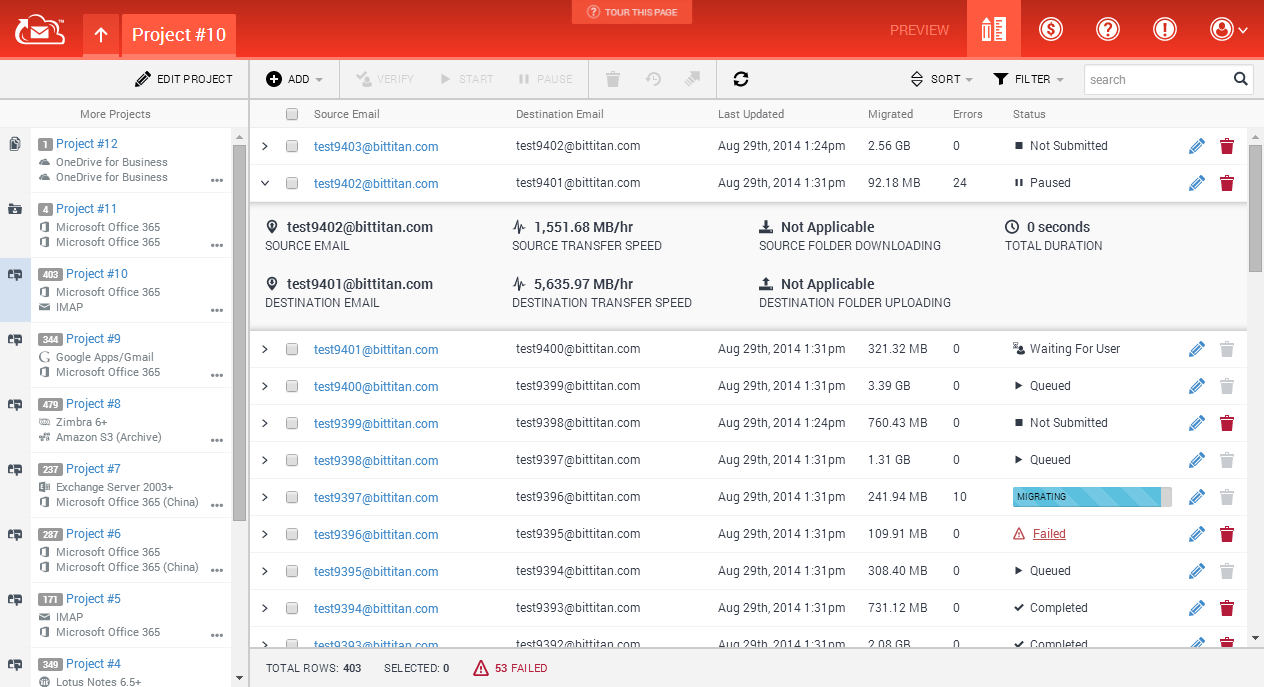 TOUR THIS PAGE
Project #10
PREVIEW
EDIT PROJECT
ADD
VERIFY
START
PAUSE
SORT
FILTER
search
More Projects
1 Project #12
OneDrive for Business
OneDrive for Business
4 Project #11
Microsoft Office 365
Microsoft Office 365
403 Project #10
Microsoft Office 365
IMAP
344 Project #9
Google Apps/Gmail
Microsoft Office 365
479 Project #8
Zimbra 6+
Amazon S3 (Archive)
237 Project #7
Exchange Server 2003+
Microsoft Office 365 (China)
287 Project #6
Microsoft Office 365
Microsoft Office 365 (China)
171 Project #5
IMAP
Microsoft Office 365
349 Project #4
Lotus Notes 6.5+
Source Email Destination Email Last Updated Migrated Errors Status
test9403@bittitan.com test9402@bittitan.com Aug 29th, 2014 1:24pm 2.56 GB 0 Not Submitted
test9402@bittitan.com test9401@bittitan.com Aug 29th, 2014 1:31pm 92.18 MB 24 Paused
test9402@bittitan.com 1,551.68 MB/hr Not Applicable 0 seconds
SOURCE EMAIL SOURCE TRANSFER SPEED SOURCE FOLDER DOWNLOADING TOTAL DURATION
test9401@bittitan.com 5,635.97 MB/hr Not Applicable
DESTINATION EMAIL DESTINATION TRANSFER SPEED DESTINATION FOLDER UPLOADING
test9401@bittitan.com test9400@bittitan.com Aug 29th, 2014 1:31pm 321.32 MB 0 Waiting For User
test9400@bittitan.com test9399@bittitan.com Aug 29th, 2014 1:31pm 3.39 GB 0 Queued
test9399@bittitan.com test9398@bittitan.com Aug 29th, 2014 1:24pm 760.43 MB 0 Not Submitted
test9398@bittitan.com test9397@bittitan.com Aug 29th, 2014 1:31pm 1.31 GB 0 Queued
test9397@bittitan.com test9396@bittitan.com Aug 29th, 2014 1:31pm 241.94 MB 10 MIGRATING
test9396@bittitan.com test9395@bittitan.com Aug 29th, 2014 1:31pm 109.91 MB 0 Failed
test9395@bittitan.com test9394@bittitan.com Aug 29th, 2014 1:31pm 308.40 MB 0 Queued
test9394@bittitan.com test9393@bittitan.com Aug 29th, 2014 1:31pm 731.12 MB 0 Completed
test9393@bittitan.com test9392@bittitan.com Aug 29th, 2014 1:31pm 2.08 GB 0 Completed
TOTAL ROWS: 403 SELECTED: 0 53 FAILED